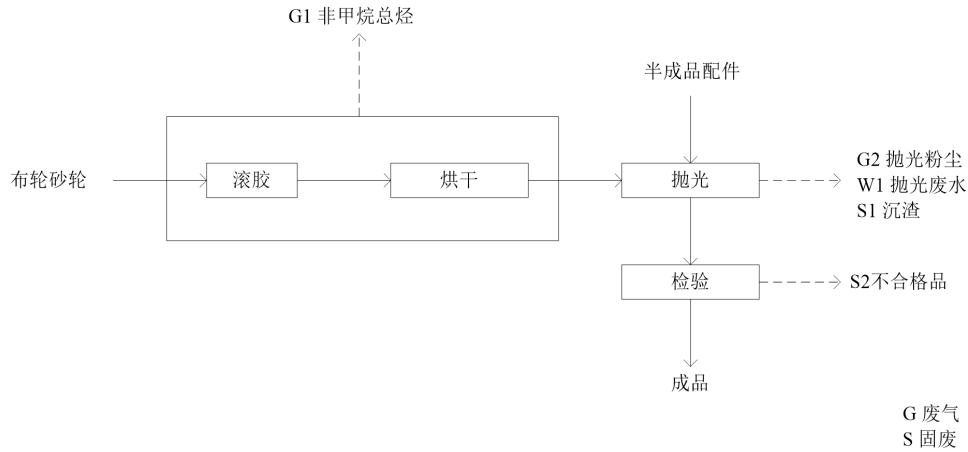 G1 非甲烷总烃
半成品配件
布轮砂轮
滚胶
烘干
抛光
G2 抛光粉尘
W1 抛光废水
S1 沉渣
检验
S2不合格品
成品
G 废气
S 固废